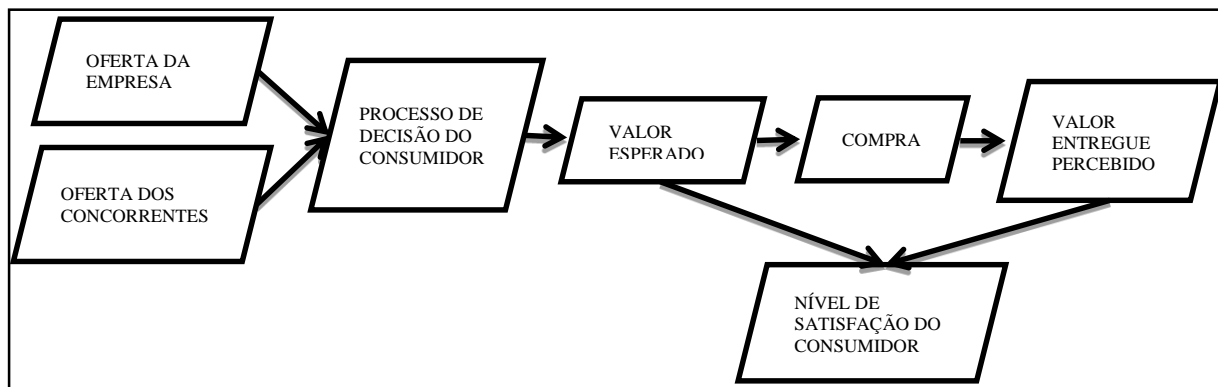 OFERTA DA
EMPRESA
OFERTA DOS
CONCORRENTES
PROCESSO DE
DECISÃO DO
CONSUMIDOR
VALOR
ESPERADO
COMPRA
VALOR
ENTREGUE
PERCEBIDO
NÍVEL DE
SATISFAÇÃO DO
CONSUMIDOR